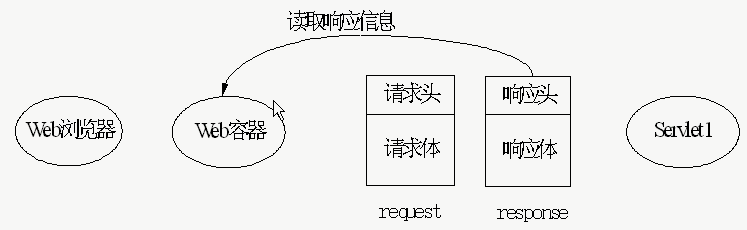 读取响应信息
Web浏览器
Web容器
请求头
请求体
request
响应头
响应体
response
Servlet1